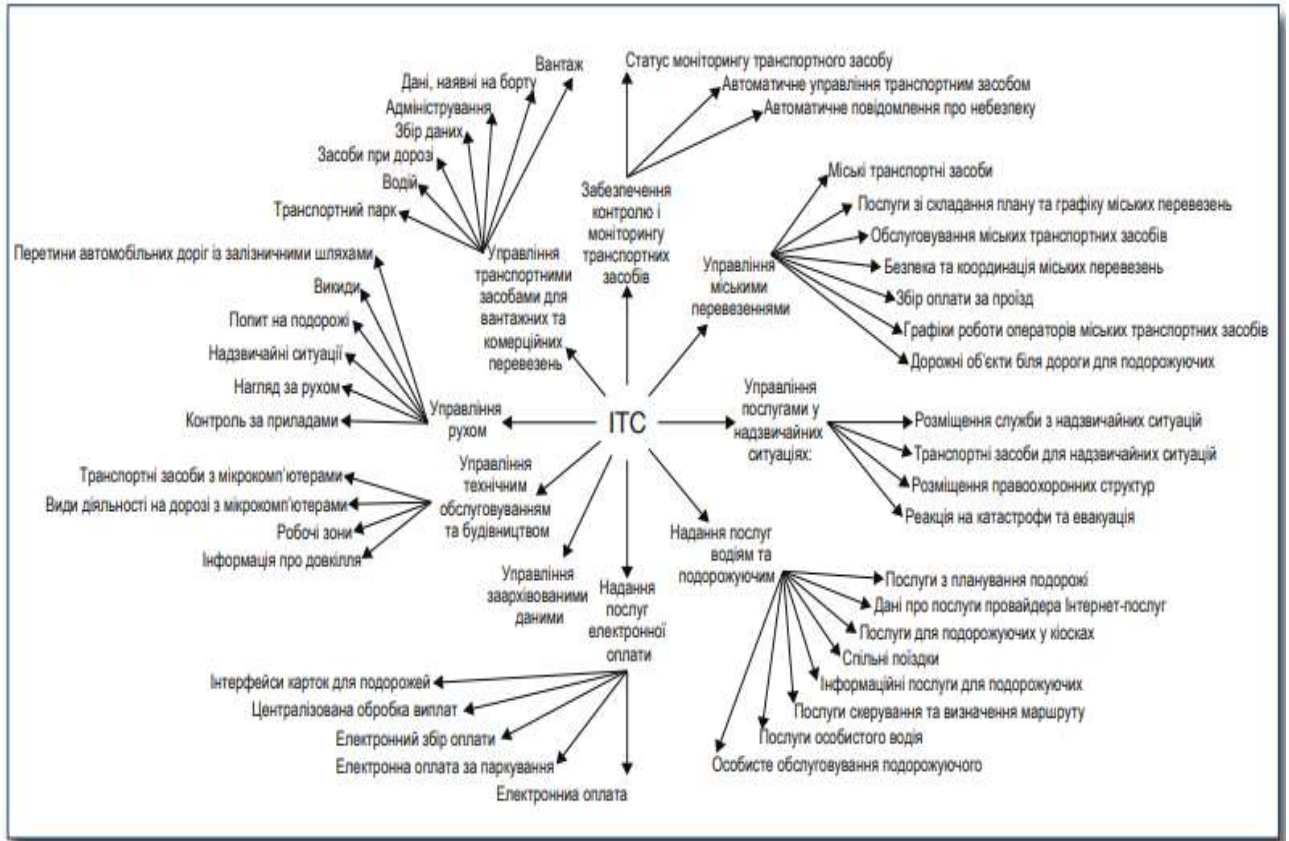 Вантаж
Дані, наявні на борту
Адміністрування
Збір даних
Засоби при дорозі
Водій
Транспортний парк
Управління
транспортними
засобами для
вантажних та
комерційних
перевезень
Статус моніторингу транспортного засобу
Автоматичне управління транспортним засобом
Автоматичне повідомлення про небезпеку
Забезпечення
контролю і
моніторингу
транспортних
засобів
Міські транспортні засоби
Послуги зі складання плану та графіку міських перевезень
Обслуговування міських транспортних засобів
Безпека та координація міських перевезень
Збір оплати за проїзд
Графіки роботи операторів міських транспортних засобів
Дорожні об'єкти біля дороги для подорожуючих
Управління
міськими
перевезеннями
Перетини автомобільних доріг із залізничними шляхами
Викиди
Попит на подорожі
Надзвичайні ситуації
Нагляд за рухом
Контроль за приладами
Управління
рухом
ІТС
Управління
послугами у
надзвичайних
ситуаціях:
Розміщення служби з надзвичайних ситуацій
Транспортні засоби для надзвичайних ситуацій
Розміщення правоохоронних структур
Реакція на катастрофи та евакуація
Транспортні засоби з мікрокомп'ютерами
Види діяльності на дорозі з мікрокомп'ютерами
Робочі зони
Інформація про довкілля
Управління
технічним
обслуговуванням
та будівництвом
Управління
заархівованими
даними
Надання
послуг
електронної
оплати
Надання послуг
водіям та
подорожуючим
Послуги з планування подорожі
Дані про послуги провайдера Інтернет-послуг
Послуги для подорожуючих у кіосках
Спільні поїздки
Інформаційні послуги для подорожуючих
Послуги скерування та визначення маршруту
Послуги особистого водія
Особисте обслуговування подорожуючого
Інтерфейси карток для подорожей
Централізована обробка виплат
Електронний збір оплати
Електронна оплата за паркування
Електронниа оплата